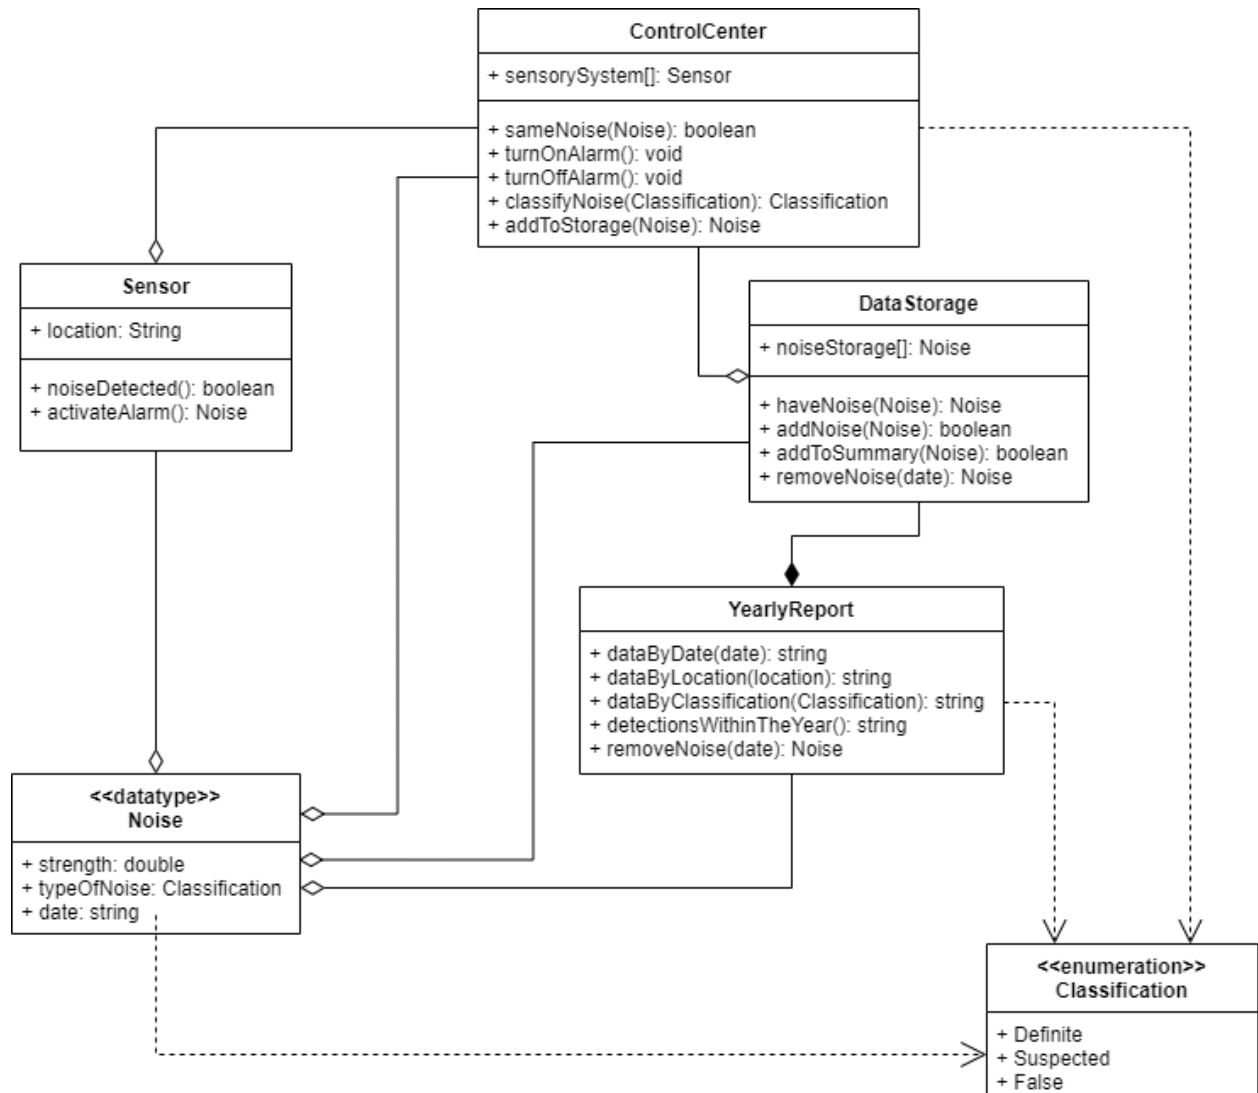 ControlCenter
+ sensorySystem[]: Sensor
+ sameNoise(Noise): boolean
+ turnOnAlarm(): void
+ turnOffAlarm(): void
+ classifyNoise(Classification): Classification
+ addToStorage(Noise): Noise
Sensor
+ location: String
+ noiseDetected(): boolean
+ activateAlarm(): Noise
DataStorage
+ noiseStorage[]: Noise
+ haveNoise(Noise): Noise
+ addNoise(Noise): boolean
+ addToSummary(Noise): boolean
+ removeNoise(date): Noise
YearlyReport
+ dataByDate(date): string
+ dataByLocation(location): string
+ dataByClassification(Classification): string
+ detectionsWithinTheYear(): string
+ removeNoise(date): Noise
<<datatype>>
Noise
+ strength: double
+ typeOfNoise: Classification
+ date: string
<<enumeration>>
Classification
+ Definite
+ Suspected
+ False